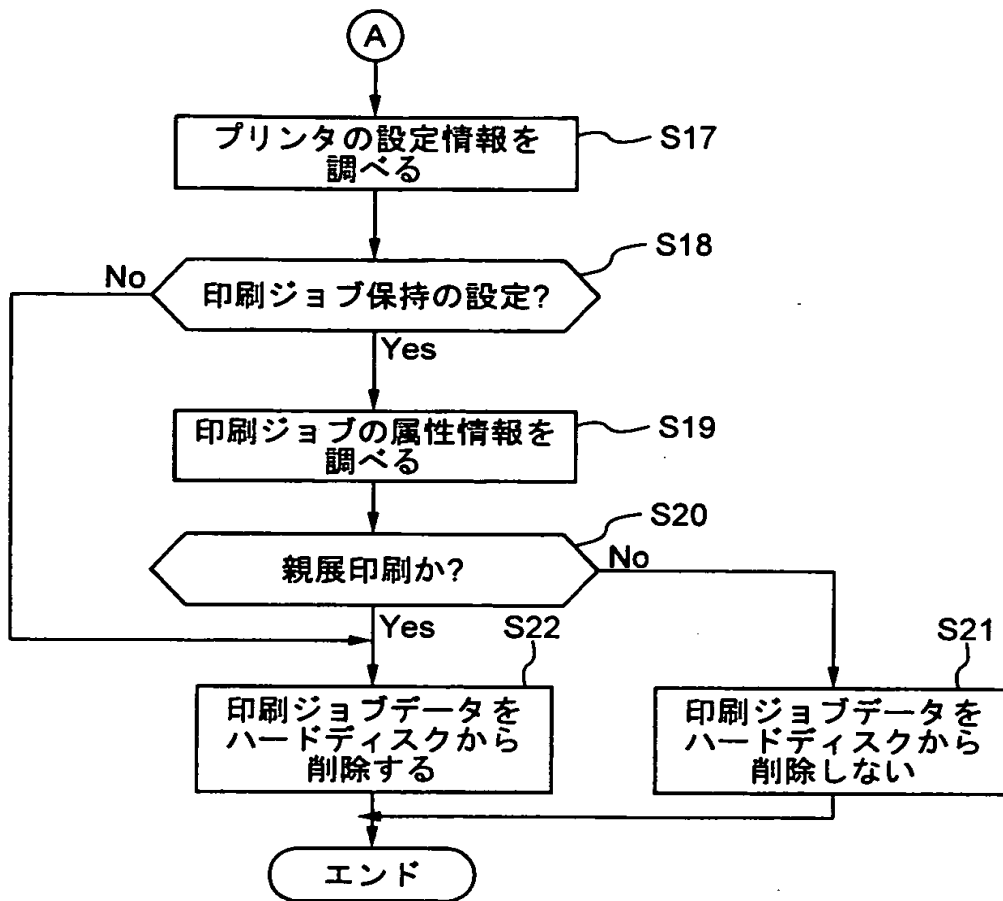 A
プリンタの設定情報を
調べる
S17
S18
No
印刷ジョブ保持の設定?
Yes
印刷ジョブの属性情報を
調べる
S19
S20
親展印刷か?
No
Yes
S22
S21
印刷ジョブデータを
ハードディスクから
削除する
印刷ジョブデータを
ハードディスクから
削除しない
エンド